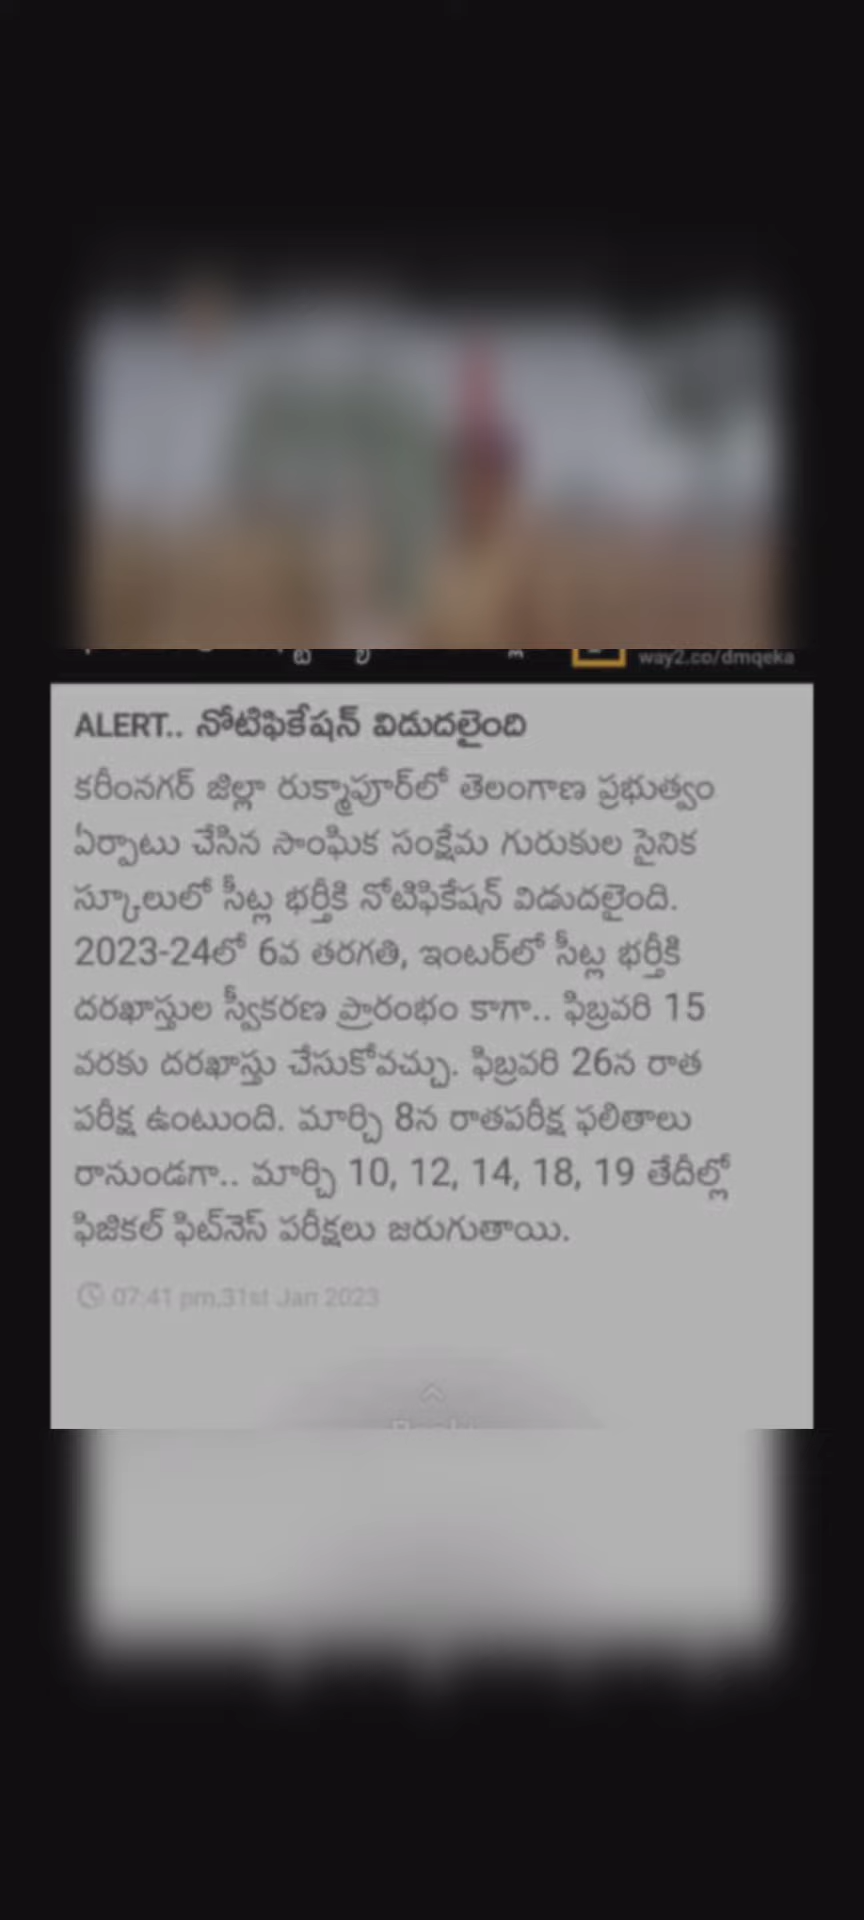 way2.co/dmqeka
ALERT.. నోటిఫికేషన్ విడుదలైంది
కరీంనగర్ జిల్లా రుక్మాపూర్‌లో తెలంగాణ ప్రభుత్వం
ఏర్పాటు చేసిన సాంఘిక సంక్షేమ గురుకుల సైనిక
స్కూలులో సీట్ల భర్తీకి నోటిఫికేషన్ విడుదలైంది.
2023-24లో 6వ తరగతి, ఇంటర్‌లో సీట్ల భర్తీకి
దరఖాస్తుల స్వీకరణ ప్రారంభం కాగా.. ఫిబ్రవరి 15
వరకు దరఖాస్తు చేసుకోవచ్చు. ఫిబ్రవరి 26న రాత
పరీక్ష ఉంటుంది. మార్చి 8న రాతపరీక్ష ఫలితాలు
రానుండగా.. మార్చి 10, 12, 14, 18, 19 తేదీల్లో
ఫిజికల్ ఫిట్‌నెస్ పరీక్షలు జరుగుతాయి.
07:41 pm,31st Jan 2023